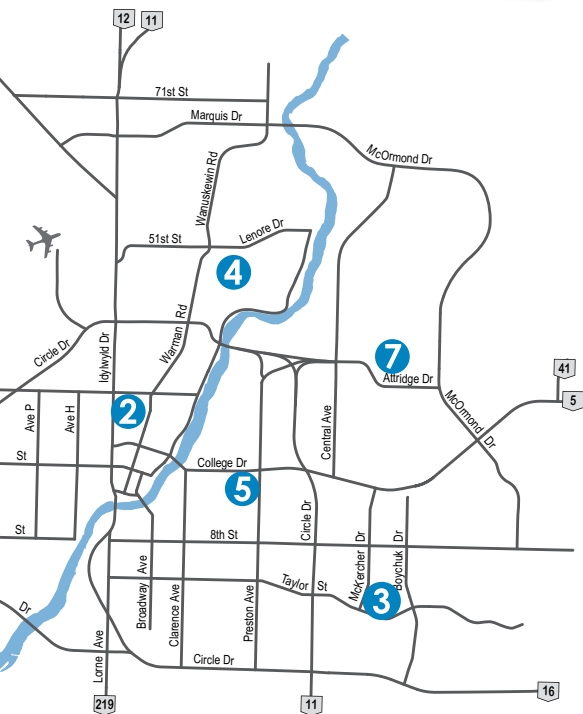 12
11
71st St
Marquis Dr
McOrmond Dr
Wanuskewin Rd
51st St
Lenore Dr
4
Circle Dr
Idylwyld Dr
Warman Rd
7
Attridge Dr
41
5
Ave P
Ave H
2
McOrmond Dr
Central Ave
St
College Dr
5
Circle Dr
St
8th St
McKercher Dr
Boychuk Dr
Broadway Ave
Clarence Ave
Preston Ave
Taylor St
3
Dr
Lorne Ave
Circle Dr
16
219
11